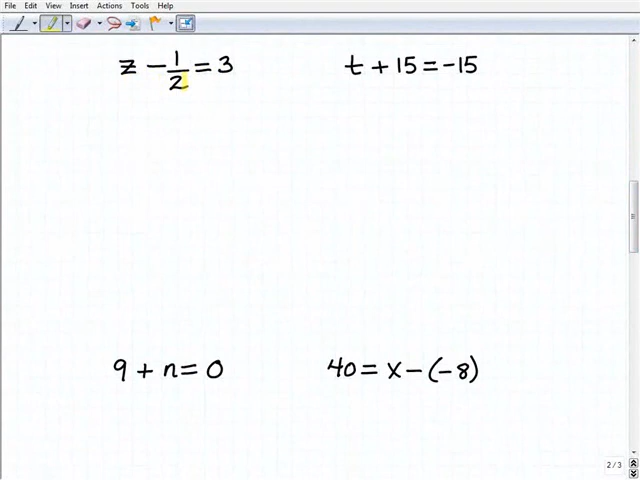 File Edit View Insert Actions Tools Help
z - 1/2 = 3
t + 15 = -15
9 + n = 0
40 = x - (-8)
2 / 3